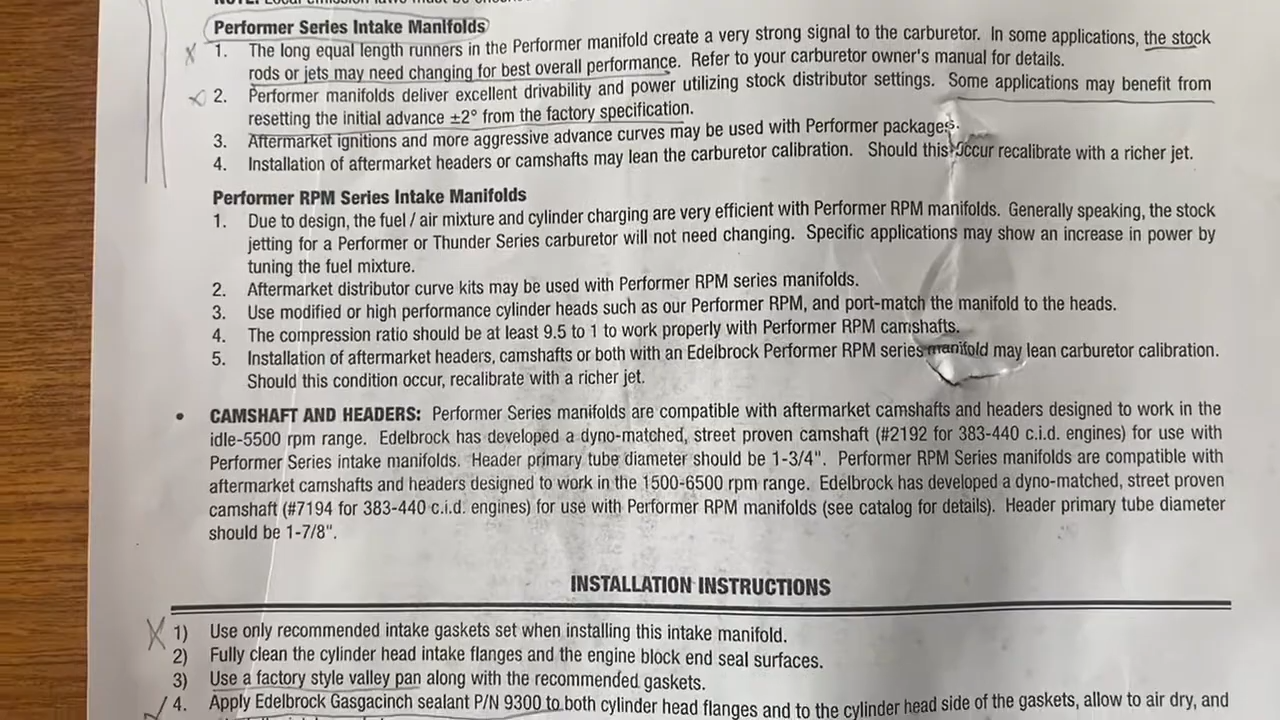 Performer Series Intake Manifolds
1. The long equal length runners in the Performer manifold create a very strong signal to the carburetor. In some applications, the stock
rods or jets may need changing for best overall performance. Refer to your carburetor owner's manual for details.
2. Performer manifolds deliver excellent drivability and power utilizing stock distributor settings. Some applications may benefit from
resetting the initial advance ±2° from the factory specification.
3. Aftermarket ignitions and more aggressive advance curves may be used with Performer packages.
4. Installation of aftermarket headers or camshafts may lean the carburetor calibration. Should this occur recalibrate with a richer jet.
Performer RPM Series Intake Manifolds
1. Due to design, the fuel / air mixture and cylinder charging are very efficient with Performer RPM manifolds. Generally speaking, the stock
jetting for a Performer or Thunder Series carburetor will not need changing. Specific applications may show an increase in power by
tuning the fuel mixture.
2. Aftermarket distributor curve kits may be used with Performer RPM series manifolds.
3. Use modified or high performance cylinder heads such as our Performer RPM, and port-match the manifold to the heads.
4. The compression ratio should be at least 9.5 to 1 to work properly with Performer RPM camshafts.
5. Installation of aftermarket headers, camshafts or both with an Edelbrock Performer RPM series manifold may lean carburetor calibration.
Should this condition occur, recalibrate with a richer jet.
• CAMSHAFT AND HEADERS: Performer Series manifolds are compatible with aftermarket camshafts and headers designed to work in the
idle-5500 rpm range. Edelbrock has developed a dyno-matched, street proven camshaft (#2192 for 383-440 c.i.d. engines) for use with
Performer Series intake manifolds. Header primary tube diameter should be 1-3/4". Performer RPM Series manifolds are compatible with
aftermarket camshafts and headers designed to work in the 1500-6500 rpm range. Edelbrock has developed a dyno-matched, street proven
camshaft (#7194 for 383-440 c.i.d. engines) for use with Performer RPM manifolds (see catalog for details). Header primary tube diameter
should be 1-7/8".
INSTALLATION INSTRUCTIONS
1) Use only recommended intake gaskets set when installing this intake manifold.
2) Fully clean the cylinder head intake flanges and the engine block end seal surfaces.
3) Use a factory style valley pan along with the recommended gaskets.
4. Apply Edelbrock Gasgacinch sealant P/N 9300 to both cylinder head flanges and to the cylinder head side of the gaskets, allow to air dry, and